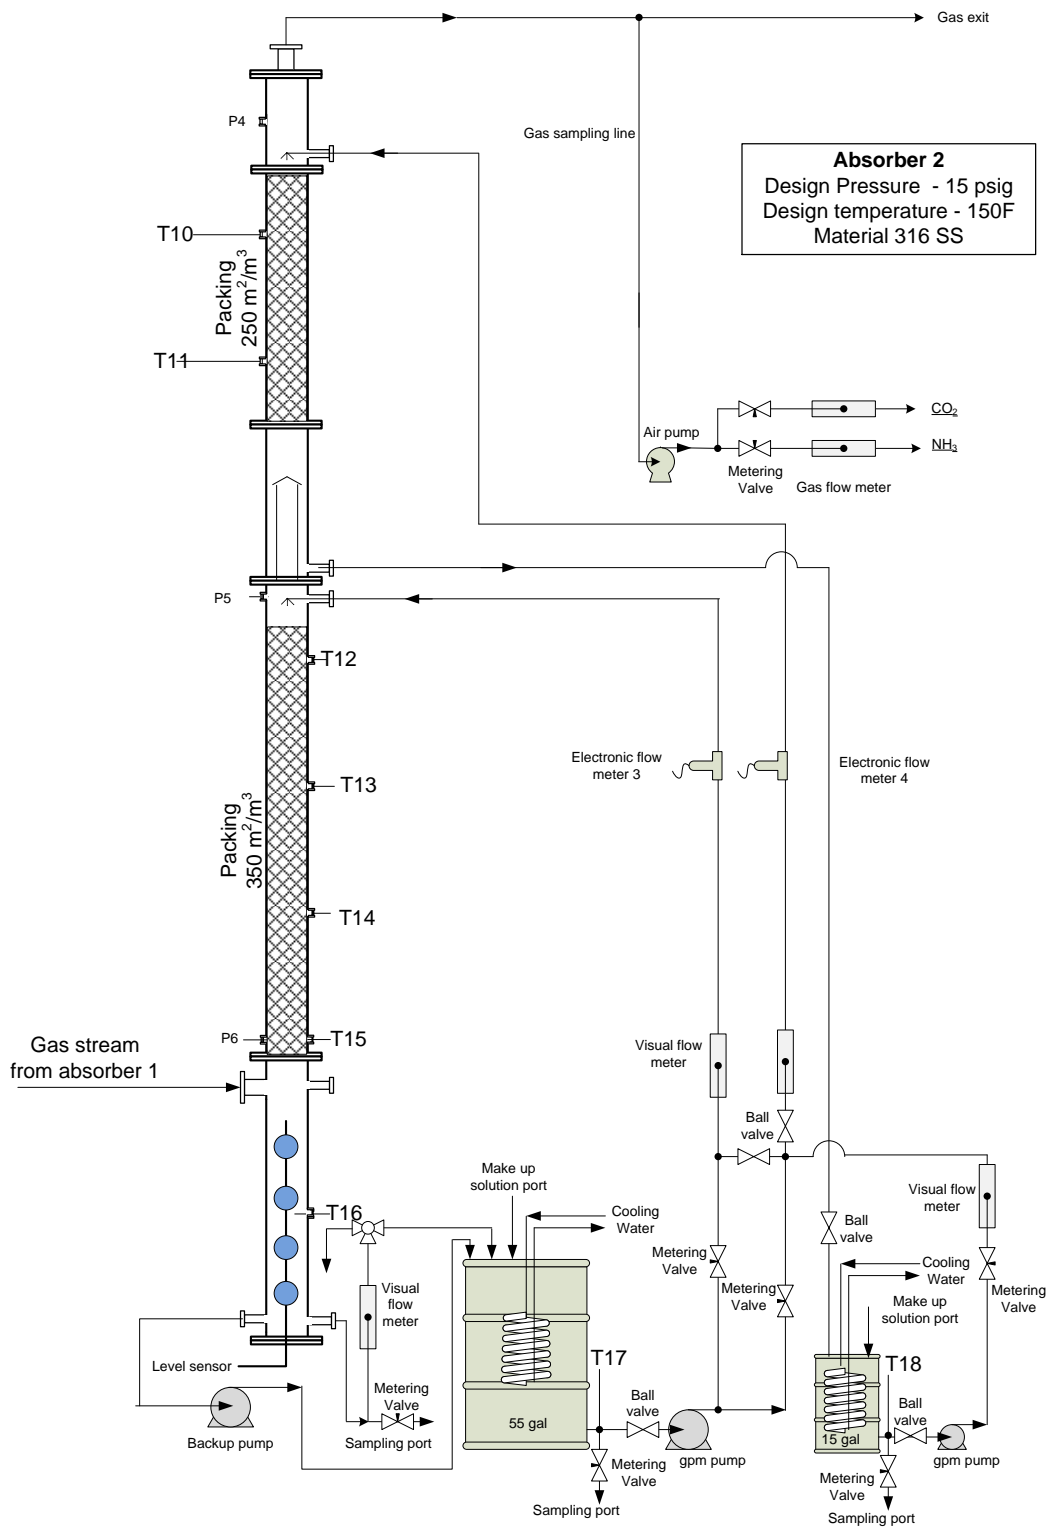 Gas exit
P4
Gas sampling line
Absorber 2
Design Pressure - 15 psig
Design temperature - 150F
Material 316 SS
T10
Packing
250 m²/m³
T11
CO₂
Air pump
NH₃
Metering
Valve
Gas flow meter
P5
T12
Electronic flow
meter 3
Electronic flow
meter 4
T13
Packing
350 m²/m³
T14
P6
T15
Gas stream
from absorber 1
Visual flow
meter
Ball
valve
Make up
solution port
Visual flow
meter
T16
Cooling
Water
Ball
valve
Metering
Valve
Cooling
Water
Metering
Valve
Metering
Valve
Visual
flow
meter
Make up
solution port
Level sensor
T17
T18
Metering
Valve
Ball
valve
Ball
valve
55 gal
15 gal
Backup pump
Sampling port
gpm pump
gpm pump
Metering
Valve
Metering
Valve
Sampling port
Sampling port